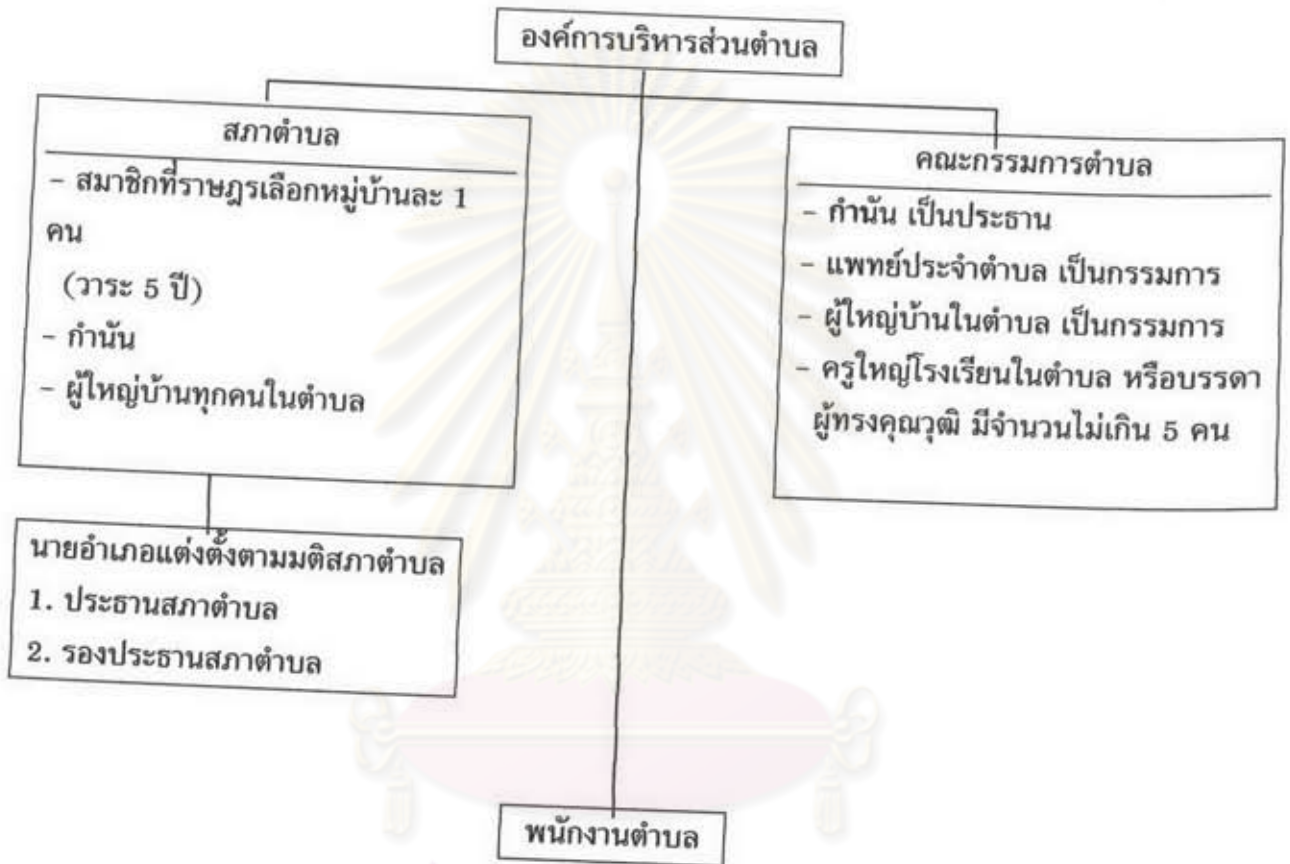 องค์การบริหารส่วนตำบล
สภาตำบล
- สมาชิกที่ราษฎรเลือกหมู่บ้านละ 1
คน
(วาระ 5 ปี)
- กำนัน
- ผู้ใหญ่บ้านทุกคนในตำบล
คณะกรรมการตำบล
- กำนัน เป็นประธาน
- แพทย์ประจำตำบล เป็นกรรมการ
- ผู้ใหญ่บ้านในตำบล เป็นกรรมการ
- ครูใหญ่โรงเรียนในตำบล หรือบรรดา
ผู้ทรงคุณวุฒิ มีจำนวนไม่เกิน 5 คน
นายอำเภอแต่งตั้งตามมติสภาตำบล
1. ประธานสภาตำบล
2. รองประธานสภาตำบล
พนักงานตำบล